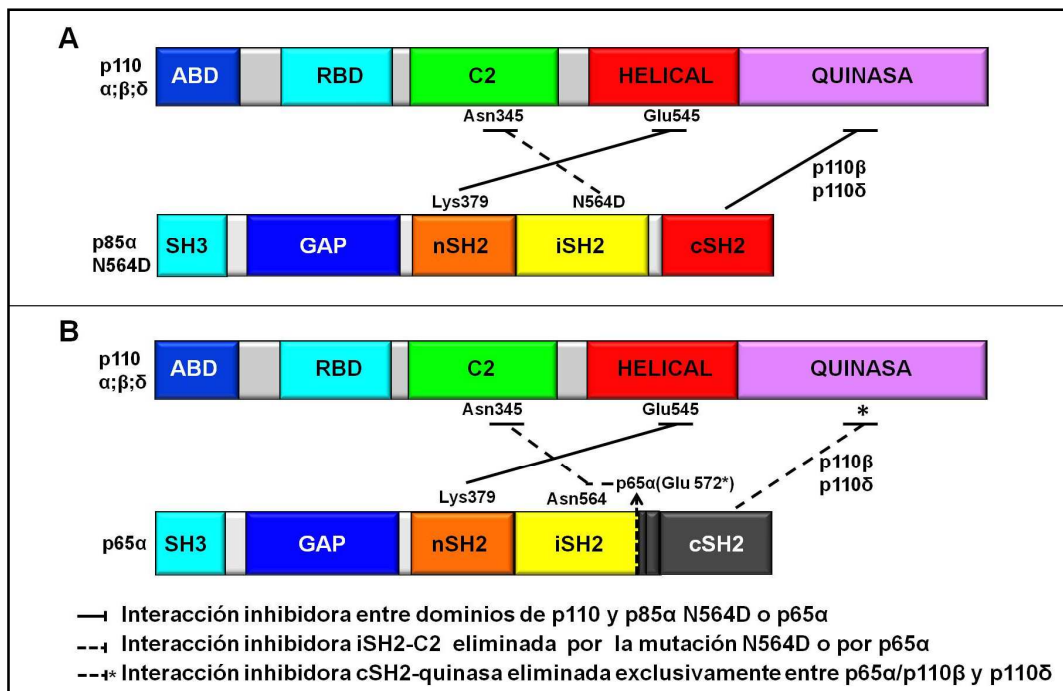 A
p110
α;β;δ
ABD
RBD
C2
HELICAL
QUINASA
Asn345
Glu545
p110β
p110δ
Lys379
N564D
p85α
N564D
SH3
GAP
nSH2
iSH2
cSH2
B
p110
α;β;δ
ABD
RBD
C2
HELICAL
QUINASA
Asn345
Glu545
*
p110β
p110δ
p65α(Glu 572*)
Lys379
Asn564
p65α
SH3
GAP
nSH2
iSH2
cSH2
Interacción inhibidora entre dominios de p110 y p85α N564D o p65α
Interacción inhibidora iSH2-C2 eliminada por la mutación N564D o por p65α
* Interacción inhibidora cSH2-quinasa eliminada exclusivamente entre p65α/p110β y p110δ